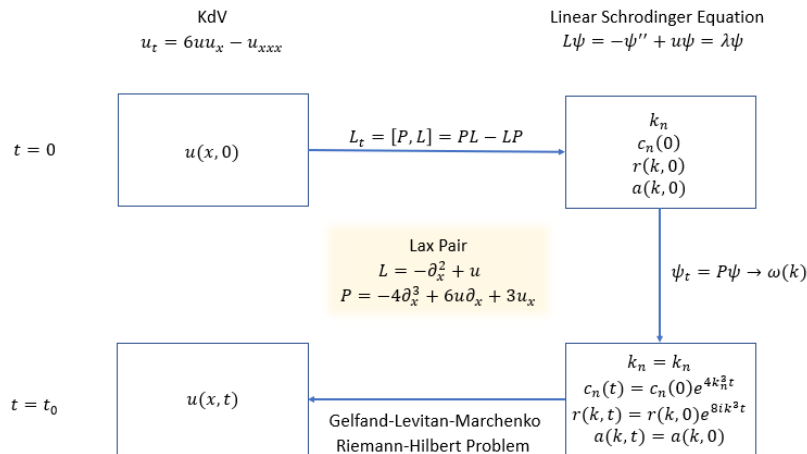 KdV
u_t = 6uu_x − u_xxx
Linear Schrodinger Equation
Lψ = −ψ′′ + uψ = λψ
t = 0
u(x, 0)
L_t = [P, L] = PL − LP
k_n
c_n(0)
r(k, 0)
a(k, 0)
Lax Pair
L = −∂_x^2 + u
P = −4∂_x^3 + 6u∂_x + 3u_x
ψ_t = Pψ → ω(k)
t = t_0
u(x, t)
Gelfand-Levitan-Marchenko
Riemann-Hilbert Problem
k_n = k_n
c_n(t) = c_n(0)e^{4k_n^3 t}
r(k, t) = r(k, 0)e^{8ik^3 t}
a(k, t) = a(k, 0)